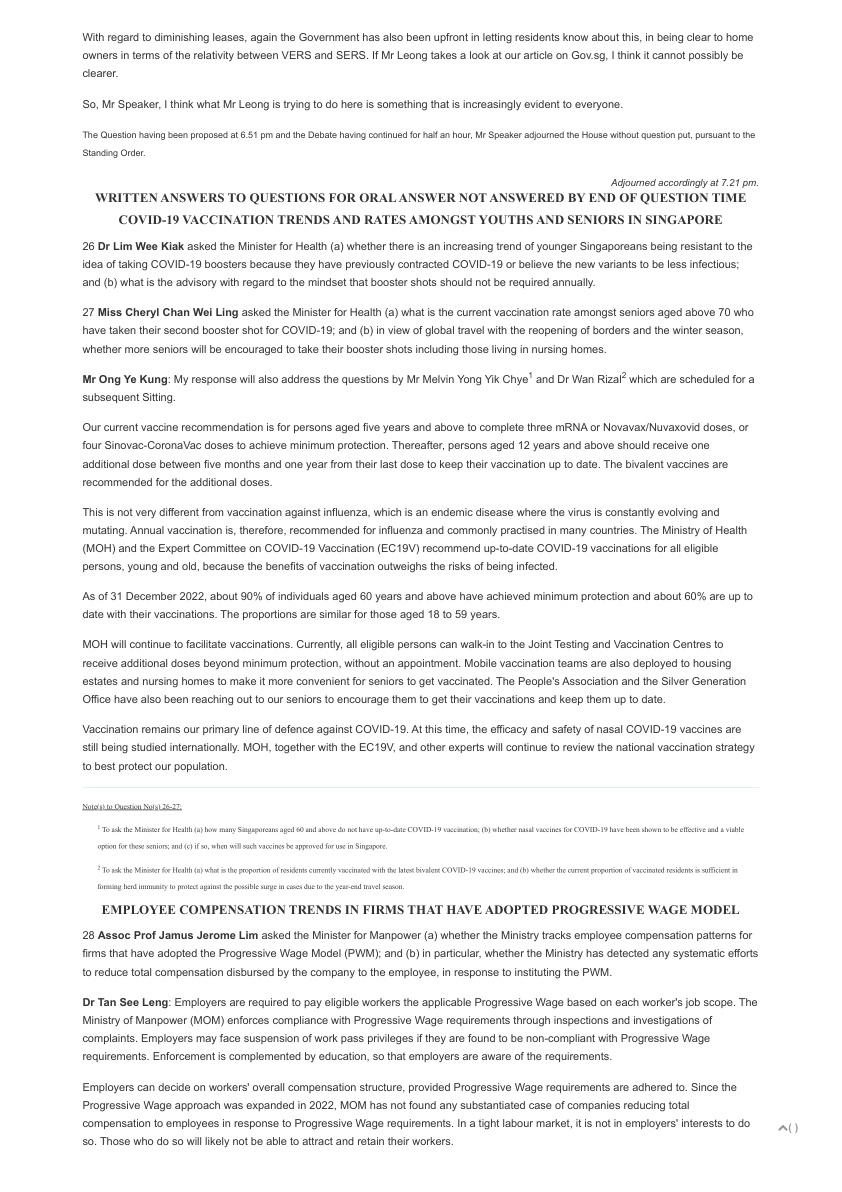 With regard to diminishing leases, again the Government has also been upfront in letting residents know about this, in being clear to home
owners in terms of the relativity between VERS and SERS. If Mr Leong takes a look at our article on Gov.sg, I think it cannot possibly be
clearer.
So, Mr Speaker, I think what Mr Leong is trying to do here is something that is increasingly evident to everyone.
The Question having been proposed at 6.51 pm and the Debate having continued for half an hour, Mr Speaker adjourned the House without question put, pursuant to the
Standing Order.
Adjourned accordingly at 7.21 pm.
WRITTEN ANSWERS TO QUESTIONS FOR ORAL ANSWER NOT ANSWERED BY END OF QUESTION TIME
COVID-19 VACCINATION TRENDS AND RATES AMONGST YOUTHS AND SENIORS IN SINGAPORE
26 Dr Lim Wee Kiak asked the Minister for Health (a) whether there is an increasing trend of younger Singaporeans being resistant to the
idea of taking COVID-19 boosters because they have previously contracted COVID-19 or believe the new variants to be less infectious;
and (b) what is the advisory with regard to the mindset that booster shots should not be required annually.
27 Miss Cheryl Chan Wei Ling asked the Minister for Health (a) what is the current vaccination rate amongst seniors aged above 70 who
have taken their second booster shot for COVID-19; and (b) in view of global travel with the reopening of borders and the winter season,
whether more seniors will be encouraged to take their booster shots including those living in nursing homes.
Mr Ong Ye Kung: My response will also address the questions by Mr Melvin Yong Yik Chye1 and Dr Wan Rizal2 which are scheduled for a
subsequent Sitting.
Our current vaccine recommendation is for persons aged five years and above to complete three mRNA or Novavax/Nuvaxovid doses, or
four Sinovac-CoronaVac doses to achieve minimum protection. Thereafter, persons aged 12 years and above should receive one
additional dose between five months and one year from their last dose to keep their vaccination up to date. The bivalent vaccines are
recommended for the additional doses.
This is not very different from vaccination against influenza, which is an endemic disease where the virus is constantly evolving and
mutating. Annual vaccination is, therefore, recommended for influenza and commonly practised in many countries. The Ministry of Health
(MOH) and the Expert Committee on COVID-19 Vaccination (EC19V) recommend up-to-date COVID-19 vaccinations for all eligible
persons, young and old, because the benefits of vaccination outweighs the risks of being infected.
As of 31 December 2022, about 90% of individuals aged 60 years and above have achieved minimum protection and about 60% are up to
date with their vaccinations. The proportions are similar for those aged 18 to 59 years.
MOH will continue to facilitate vaccinations. Currently, all eligible persons can walk-in to the Joint Testing and Vaccination Centres to
receive additional doses beyond minimum protection, without an appointment. Mobile vaccination teams are also deployed to housing
estates and nursing homes to make it more convenient for seniors to get vaccinated. The People's Association and the Silver Generation
Office have also been reaching out to our seniors to encourage them to get their vaccinations and keep them up to date.
Vaccination remains our primary line of defence against COVID-19. At this time, the efficacy and safety of nasal COVID-19 vaccines are
still being studied internationally. MOH, together with the EC19V, and other experts will continue to review the national vaccination strategy
to best protect our population.
Note(s) to Question No(s) 26-27:
1 To ask the Minister for Health (a) how many Singaporeans aged 60 and above do not have up-to-date COVID-19 vaccination; (b) whether nasal vaccines for COVID-19 have been shown to be effective and a viable
option for these seniors; and (c) if so, when will such vaccines be approved for use in Singapore.
2 To ask the Minister for Health (a) what is the proportion of residents currently vaccinated with the latest bivalent COVID-19 vaccines; and (b) whether the current proportion of vaccinated residents is sufficient in
forming herd immunity to protect against the possible surge in cases due to the year-end travel season.
EMPLOYEE COMPENSATION TRENDS IN FIRMS THAT HAVE ADOPTED PROGRESSIVE WAGE MODEL
28 Assoc Prof Jamus Jerome Lim asked the Minister for Manpower (a) whether the Ministry tracks employee compensation patterns for
firms that have adopted the Progressive Wage Model (PWM); and (b) in particular, whether the Ministry has detected any systematic efforts
to reduce total compensation disbursed by the company to the employee, in response to instituting the PWM.
Dr Tan See Leng: Employers are required to pay eligible workers the applicable Progressive Wage based on each worker's job scope. The
Ministry of Manpower (MOM) enforces compliance with Progressive Wage requirements through inspections and investigations of
complaints. Employers may face suspension of work pass privileges if they are found to be non-compliant with Progressive Wage
requirements. Enforcement is complemented by education, so that employers are aware of the requirements.
Employers can decide on workers' overall compensation structure, provided Progressive Wage requirements are adhered to. Since the
Progressive Wage approach was expanded in 2022, MOM has not found any substantiated case of companies reducing total
compensation to employees in response to Progressive Wage requirements. In a tight labour market, it is not in employers' interests to do
so. Those who do so will likely not be able to attract and retain their workers.
( )